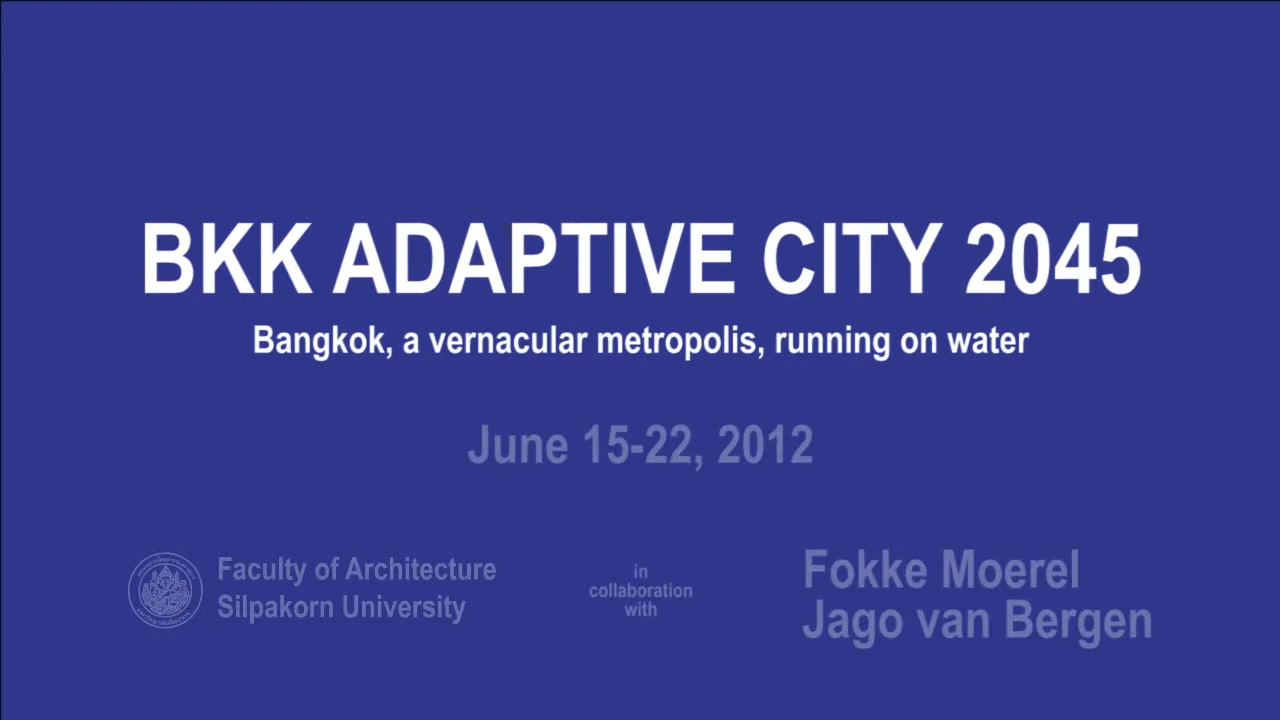 BKK ADAPTIVE CITY 2045
Bangkok, a vernacular metropolis, running on water
June 15-22, 2012
Faculty of Architecture
Silpakorn University
in
collaboration
with
Fokke Moerel
Jago van Bergen